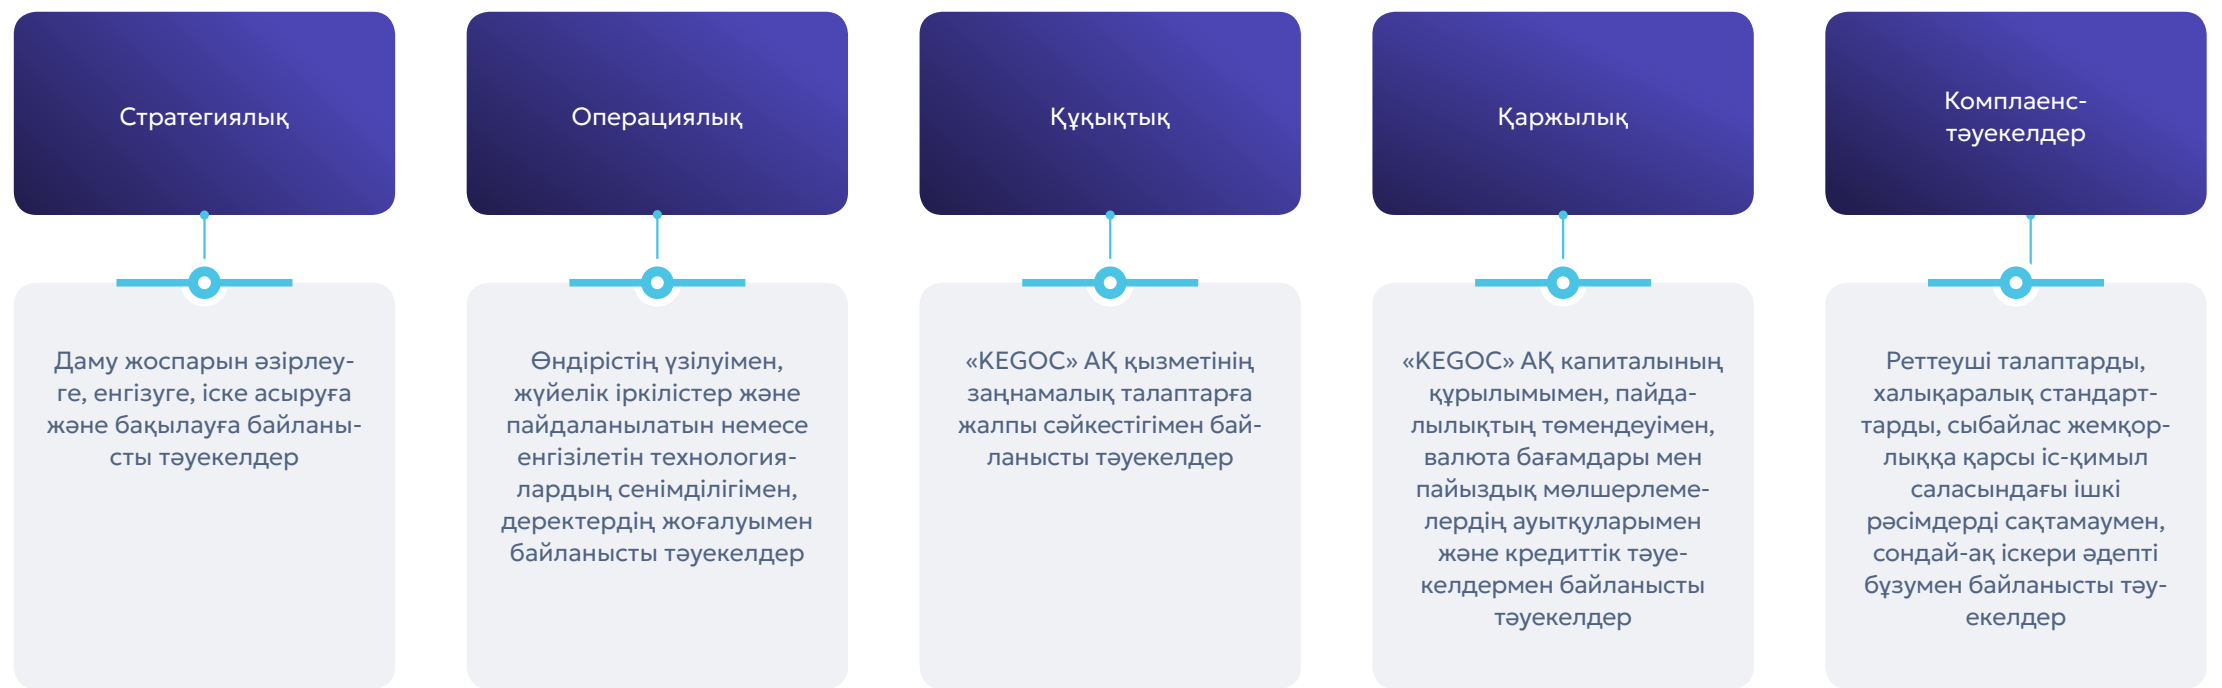 Стратегиялық
Даму жоспарын әзірлеу-
ге, енгізуге, іске асыруға
және бақылауға байланы-
сты тәуекелдер
Операциялық
Өндірістің үзілуімен,
жүйелік іркілістер және
пайдаланылатын немесе
енгізілетін технология-
лардың сенімділігімен,
деректердің жоғалуымен
байланысты тәуекелдер
Құқықтық
«KEGOC» АҚ қызметінің
заңнамалық талаптарға
жалпы сәйкестігімен бай-
ланысты тәуекелдер
Қаржылық
«KEGOC» АҚ капиталының
құрылымымен, пайда-
лылықтың төмендеуімен,
валюта бағамдары мен
пайыздық мөлшерлеме-
лердің ауытқуларымен
және кредиттік тәуе-
келдермен байланысты
тәуекелдер
Комплаенс-
тәуекелдер
Реттеуші талаптарды,
халықаралық стандарт-
тарды, сыбайлас жемқор-
лыққа қарсы іс-қимыл
саласындағы ішкі
рәсімдерді сақтамаумен,
сондай-ақ іскери әдепті
бұзумен байланысты тәу-
екелдер